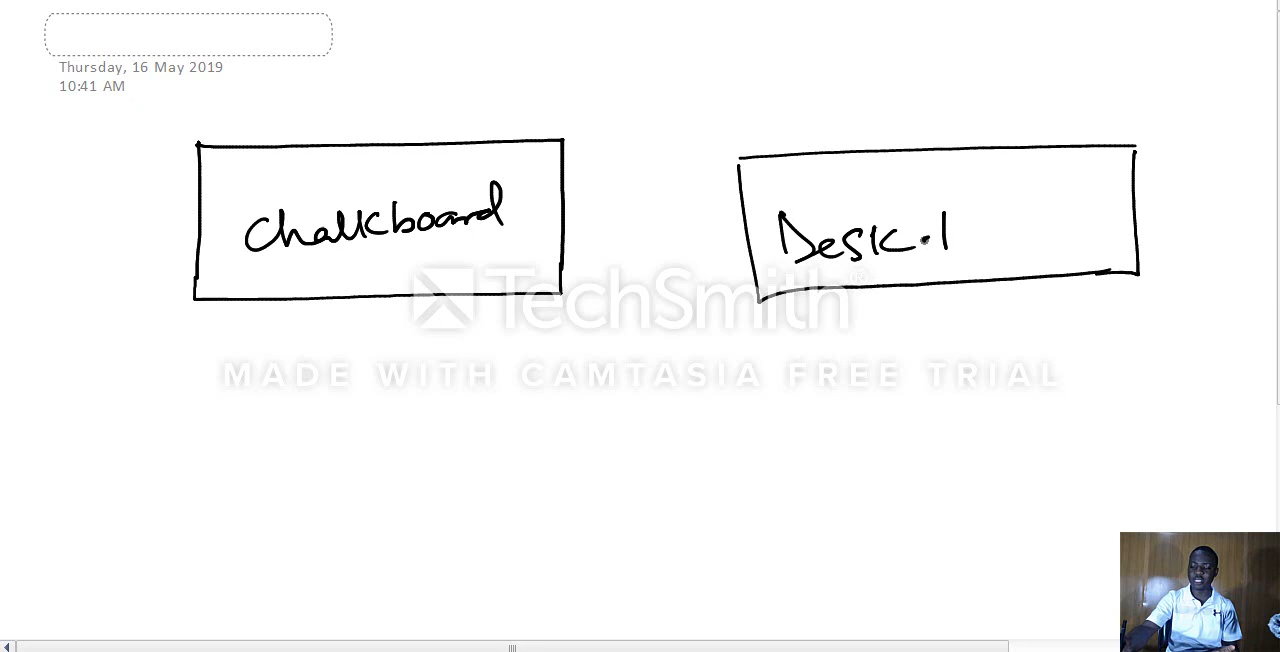 Thursday, 16 May 2019
10:41 AM
Chalkboard
Desk.1
TechSmith®
MADE WITH CAMTASIA FREE TRIAL